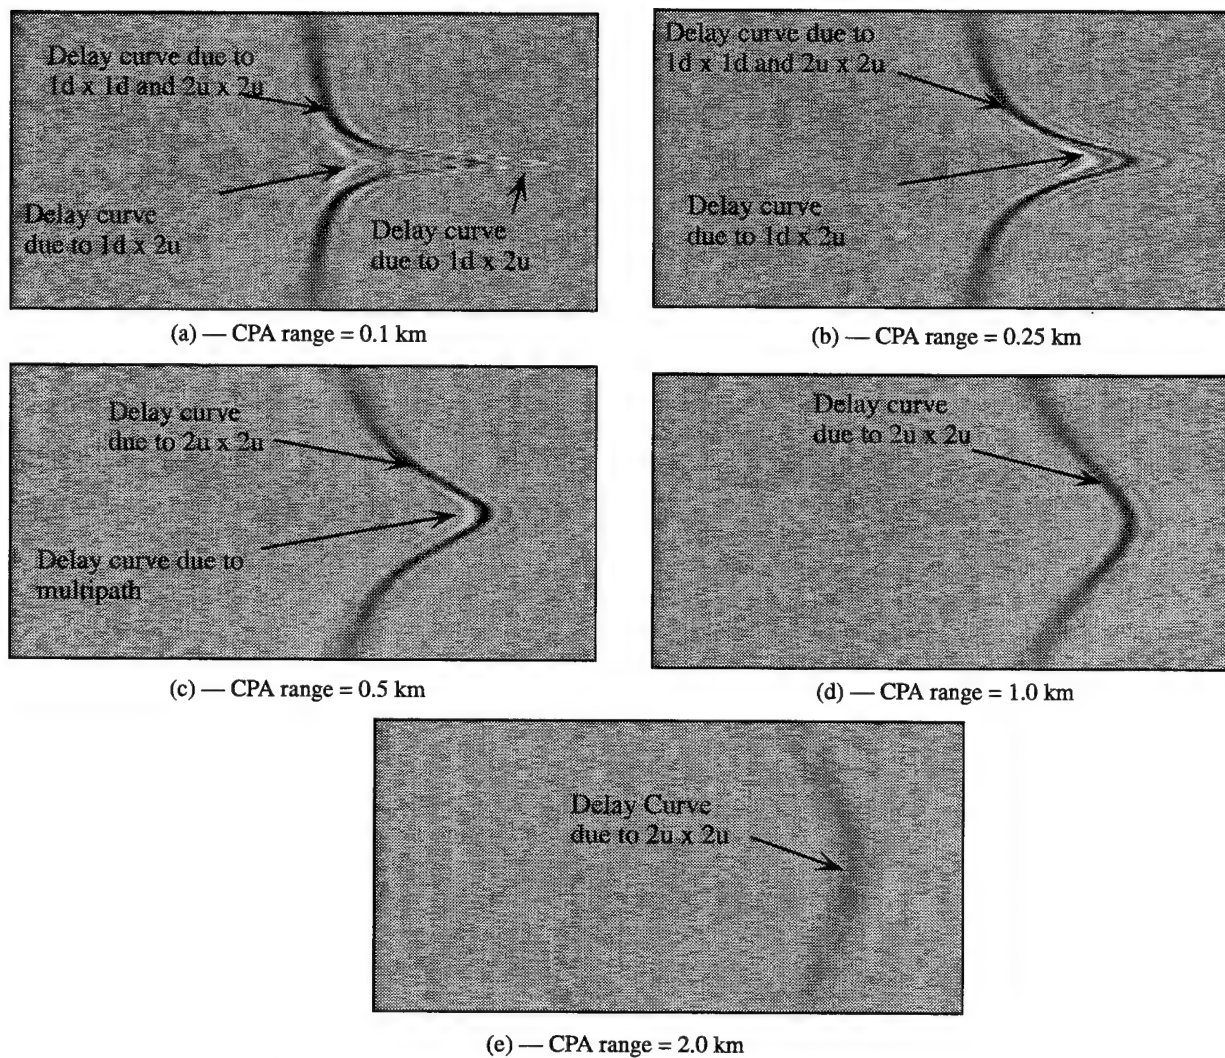 Delay curve due to
1d x 1d and 2u x 2u
Delay curve
due to 1d x 2u
Delay curve
due to 1d x 2u
(a) — CPA range = 0.1 km
Delay curve due to
1d x 1d and 2u x 2u
Delay curve
due to 1d x 2u
(b) — CPA range = 0.25 km
Delay curve
due to 2u x 2u
Delay curve due to
multipath
(c) — CPA range = 0.5 km
Delay curve
due to 2u x 2u
(d) — CPA range = 1.0 km
Delay Curve
due to 2u x 2u
(e) — CPA range = 2.0 km